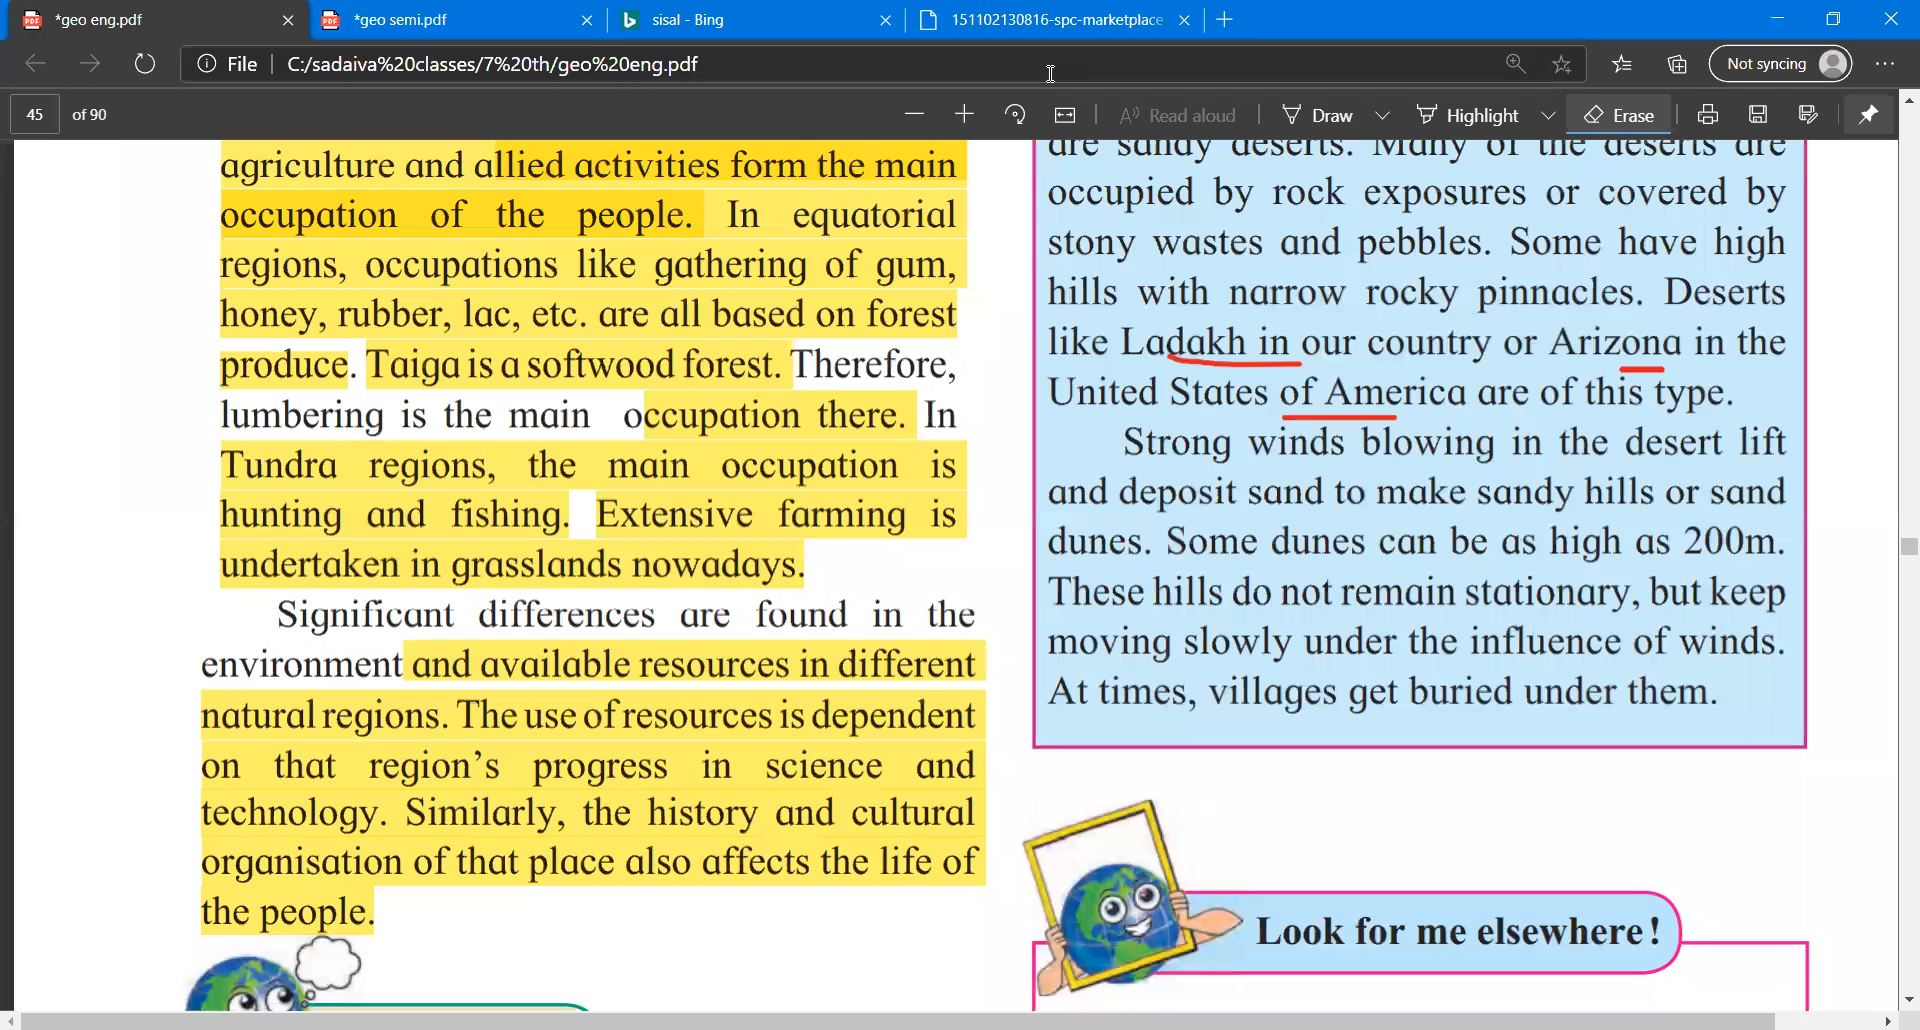 *geo eng.pdf
*geo semi.pdf
sisal - Bing
151102130816-spc-marketplace
File
C:/sadaiva%20classes/7%20th/geo%20eng.pdf
Not syncing
45 of 90
Read aloud
Draw
Highlight
Erase
agriculture and allied activities form the main
occupation of the people. In equatorial
regions, occupations like gathering of gum,
honey, rubber, lac, etc. are all based on forest
produce. Taiga is a softwood forest. Therefore,
lumbering is the main occupation there. In
Tundra regions, the main occupation is
hunting and fishing. Extensive farming is
undertaken in grasslands nowadays.
Significant differences are found in the
environment and available resources in different
natural regions. The use of resources is dependent
on that region's progress in science and
technology. Similarly, the history and cultural
organisation of that place also affects the life of
the people.
are sandy deserts. Many of the deserts are
occupied by rock exposures or covered by
stony wastes and pebbles. Some have high
hills with narrow rocky pinnacles. Deserts
like Ladakh in our country or Arizona in the
United States of America are of this type.
Strong winds blowing in the desert lift
and deposit sand to make sandy hills or sand
dunes. Some dunes can be as high as 200m.
These hills do not remain stationary, but keep
moving slowly under the influence of winds.
At times, villages get buried under them.
Look for me elsewhere!